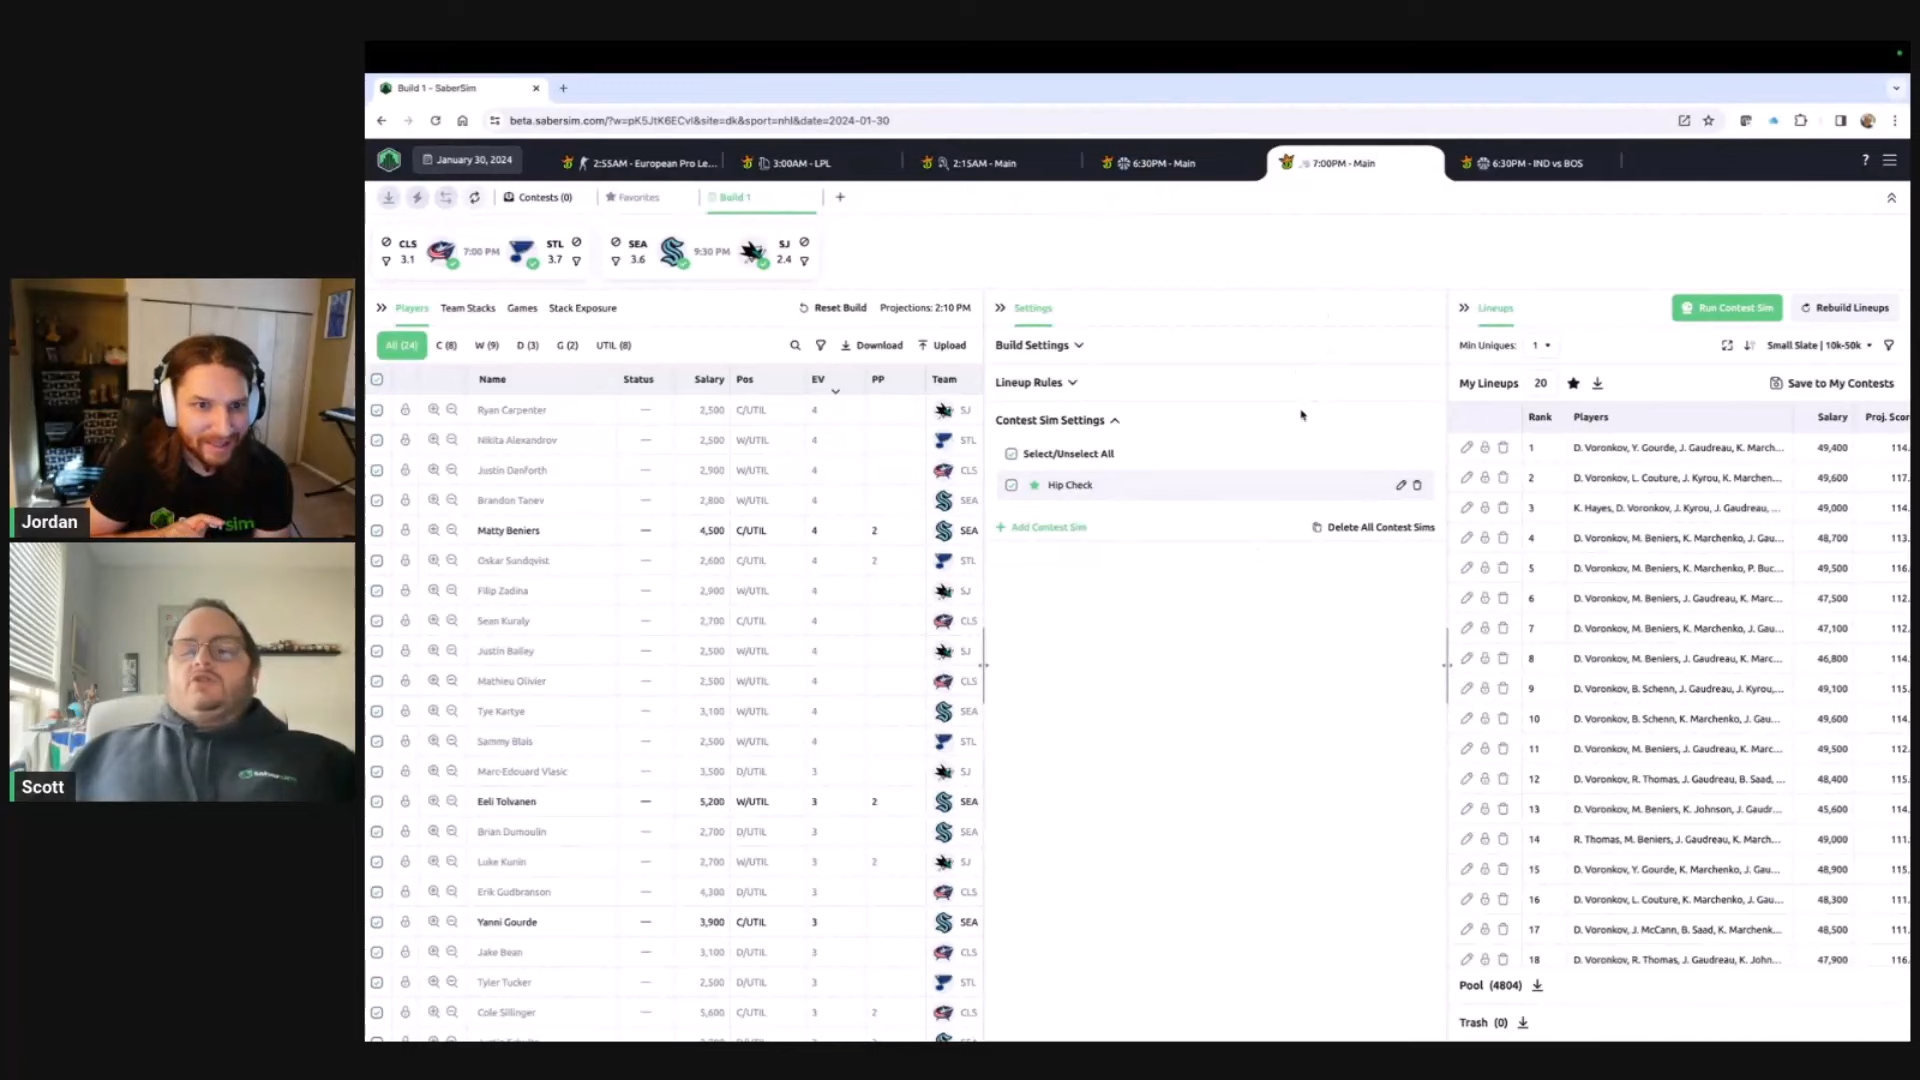 Build 1 - SaberSim
beta.sabersim.com/?w=pK5JtK6ECvl&site=dk&sport=nhl&date=2024-01-30
January 30, 2024
2:55AM - European Pro Le...
3:00AM - LPL
2:15AM - Main
6:30PM - Main
7:00PM - Main
6:30PM - IND vs BOS
Contests (0)
Favorites
Build 1
CLS 3.1 7:00 PM STL 3.7
SEA 3.6 9:30 PM SJ 2.4
Players Team Stacks Games Stack Exposure Reset Build Projections: 2:10 PM
All (24) C (8) W (9) D (3) G (2) UTIL (8) Download Upload
Name Status Salary Pos EV PP Team
Ryan Carpenter — 2,500 C/UTIL 4 SJ
Nikita Alexandrov — 2,500 W/UTIL 4 STL
Justin Danforth — 2,900 W/UTIL 4 CLS
Brandon Tanev — 2,800 W/UTIL 4 SEA
Matty Beniers — 4,500 C/UTIL 4 2 SEA
Oskar Sundqvist — 2,600 C/UTIL 4 2 STL
Filip Zadina — 2,900 W/UTIL 4 SJ
Sean Kuraly — 2,700 C/UTIL 4 CLS
Justin Bailey — 2,500 W/UTIL 4 SJ
Mathieu Olivier — 2,500 W/UTIL 4 CLS
Tye Kartye — 3,100 W/UTIL 4 SEA
Sammy Blais — 2,500 W/UTIL 4 STL
Marc-Edouard Vlasic — 3,500 D/UTIL 3 SJ
Eeli Tolvanen — 5,200 W/UTIL 3 2 SEA
Brian Dumoulin — 2,700 D/UTIL 3 SEA
Luke Kunin — 2,700 W/UTIL 3 2 SJ
Erik Gudbranson — 4,300 D/UTIL 3 CLS
Yanni Gourde — 3,900 C/UTIL 3 SEA
Jake Bean — 3,100 D/UTIL 3 CLS
Tyler Tucker — 2,500 D/UTIL 3 STL
Cole Sillinger — 5,600 C/UTIL 3 2 CLS
Settings
Build Settings
Lineup Rules
Contest Sim Settings
Select/Unselect All
Hip Check
+ Add Contest Sim Delete All Contest Sims
Lineups Run Contest Sim Rebuild Lineups
Min Uniques: 1 Small Slate | 10k-50k
My Lineups 20 Save to My Contests
Rank Players Salary Proj. Scor
1 D. Voronkov, Y. Gourde, J. Gaudreau, K. March... 49,400 114.
2 D. Voronkov, L. Couture, J. Kyrou, K. Marchen... 49,600 117.
3 K. Hayes, D. Voronkov, J. Kyrou, J. Gaudreau, ... 49,000 114.
4 D. Voronkov, M. Beniers, K. Marchenko, J. Gau... 48,700 113.
5 D. Voronkov, M. Beniers, K. Marchenko, P. Buc... 49,500 116.
6 D. Voronkov, M. Beniers, J. Gaudreau, K. Marc... 47,500 112.
7 D. Voronkov, M. Beniers, K. Marchenko, J. Gau... 47,100 112.
8 D. Voronkov, M. Beniers, J. Gaudreau, K. Marc... 46,800 114.
9 D. Voronkov, B. Schenn, J. Gaudreau, J. Kyrou,... 49,100 115.
10 D. Voronkov, B. Schenn, K. Marchenko, J. Gau... 49,600 114.
11 D. Voronkov, M. Beniers, J. Gaudreau, K. Marc... 49,500 112.
12 D. Voronkov, R. Thomas, J. Gaudreau, B. Saad, ... 48,400 115.
13 D. Voronkov, M. Beniers, K. Johnson, J. Gaudr... 45,600 114.
14 R. Thomas, M. Beniers, J. Gaudreau, K. March... 49,000 111.
15 D. Voronkov, Y. Gourde, K. Marchenko, J. Gau... 48,900 115.
16 D. Voronkov, L. Couture, K. Marchenko, J. Gau... 48,300 111.
17 D. Voronkov, J. McCann, B. Saad, K. Marchenk... 48,500 111.
18 D. Voronkov, R. Thomas, J. Gaudreau, K. John... 47,900 116.
Pool (4804)
Trash (0)
Jordan
Scott